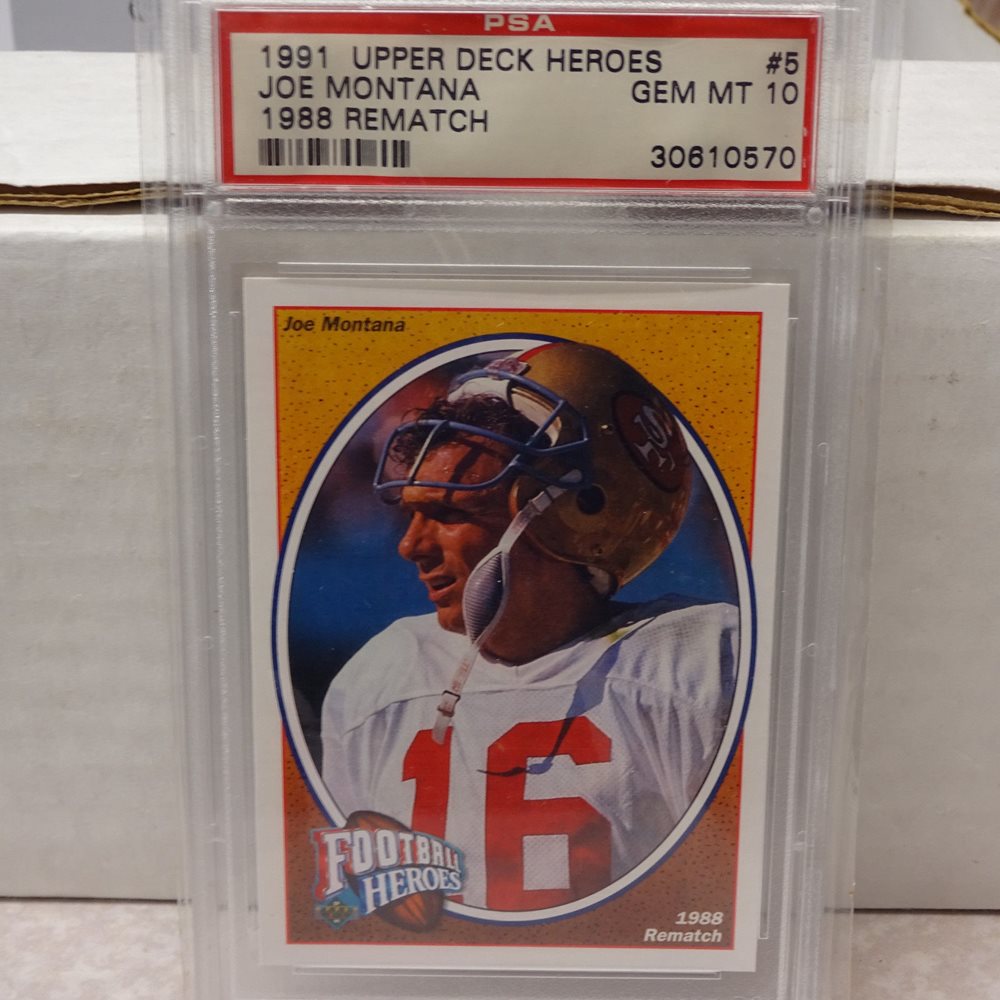 PSA
1991 UPPER DECK HEROES #5
JOE MONTANA GEM MT 10
1988 REMATCH
30610570
Joe Montana
16
FOOTBALL
HEROES
1988
Rematch